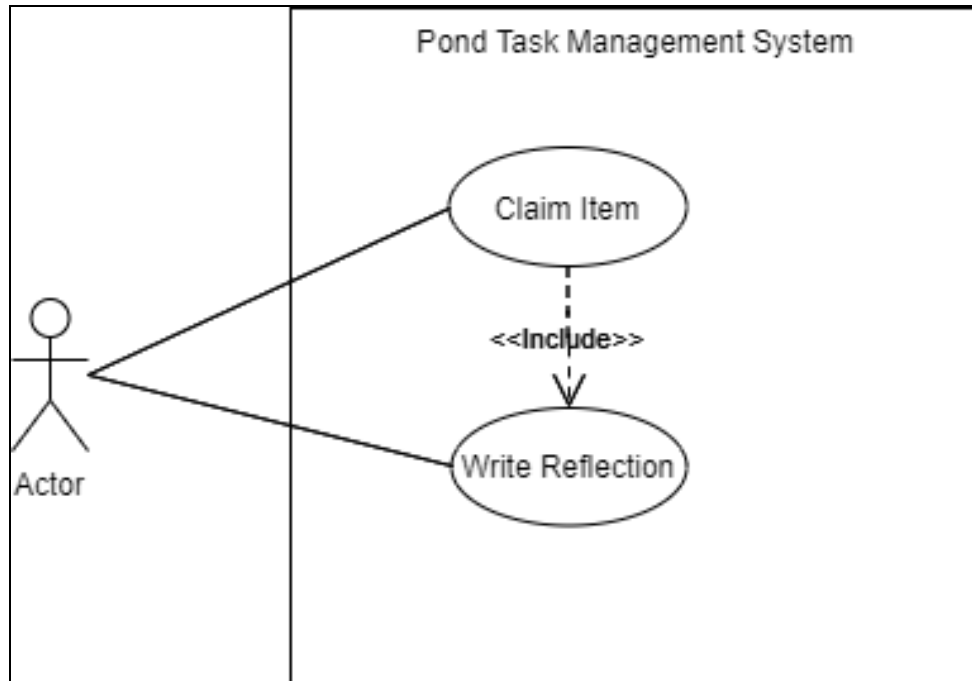 Pond Task Management System
Claim Item
<<Include>>
Write Reflection
Actor